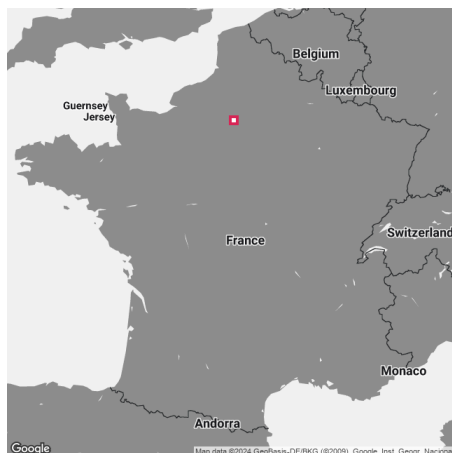 Belgium
Luxembourg
Guernsey
Jersey
Switzerland
France
Monaco
Andorra
Google
Map data ©2024 GeoBasis-DE/BKG (©2009), Google, Inst. Geogr. Naciona